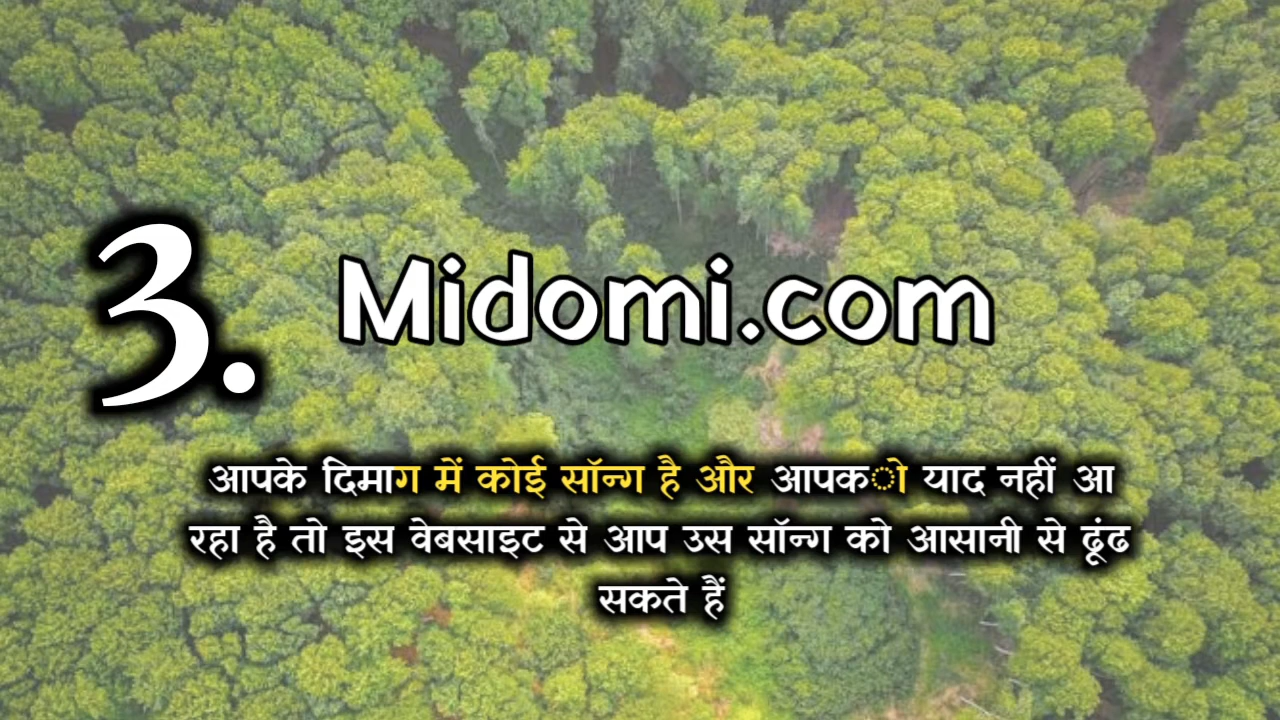 3. Midomi.com
आपके दिमाग में कोई सॉन्ग है और आपको याद नहीं आ
रहा है तो इस वेबसाइट से आप उस सॉन्ग को आसानी से ढूंढ
सकते हैं